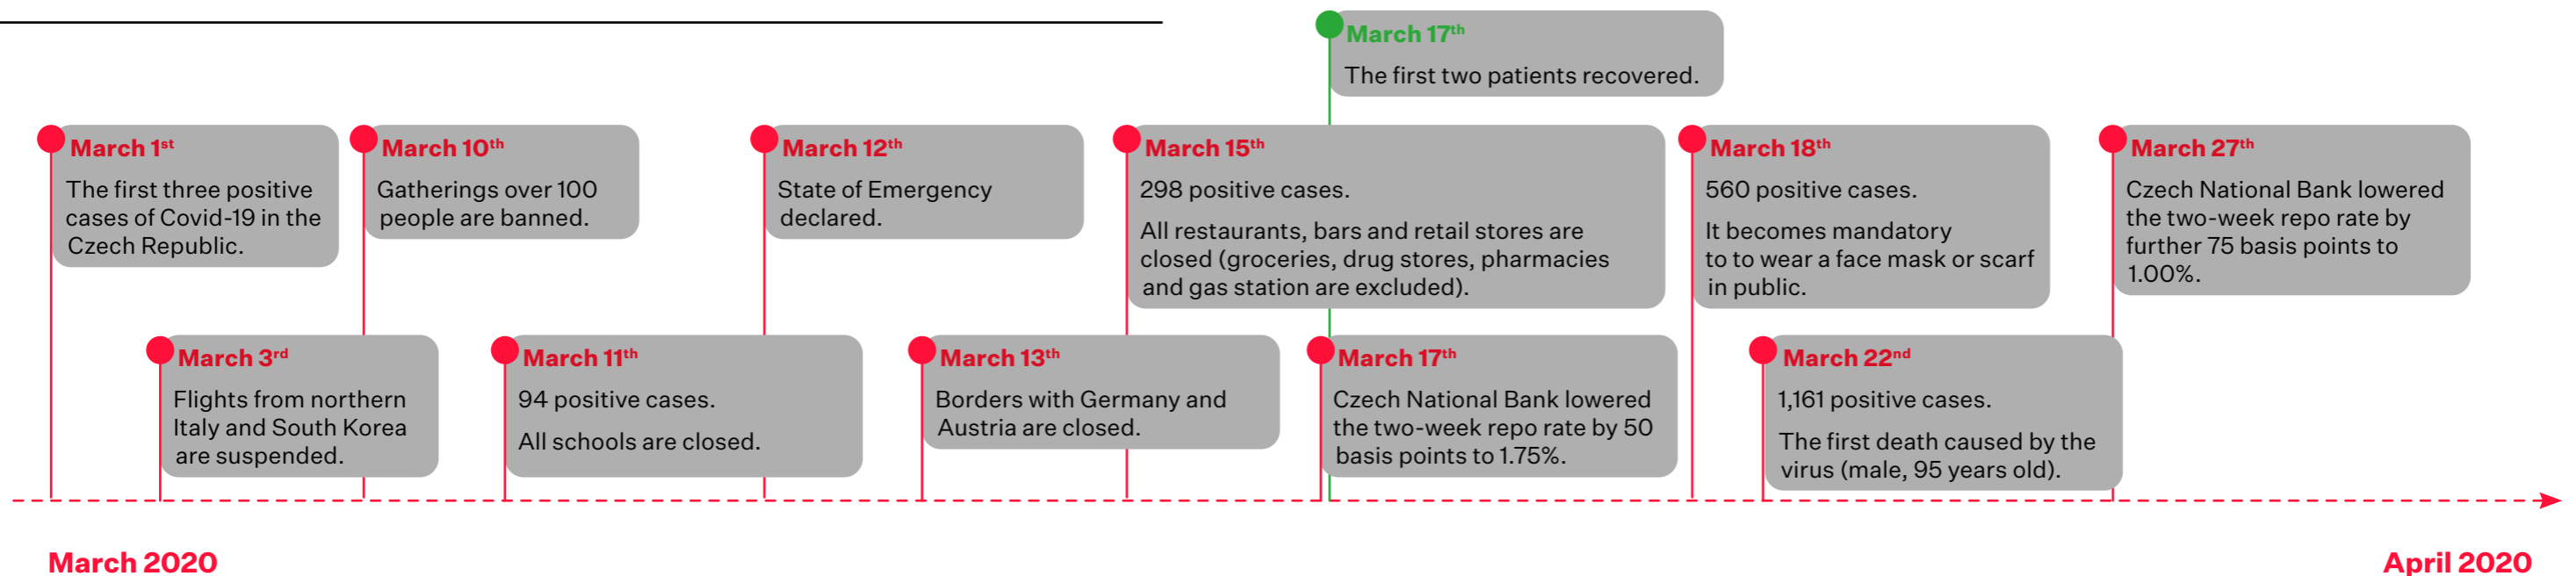 March 17th
The first two patients recovered.
March 1st
The first three positive
cases of Covid-19 in the
Czech Republic.
March 10th
Gatherings over 100
people are banned.
March 12th
State of Emergency
declared.
March 15th
298 positive cases.
All restaurants, bars and retail stores are
closed (groceries, drug stores, pharmacies
and gas station are excluded).
March 18th
560 positive cases.
It becomes mandatory
to to wear a face mask or scarf
in public.
March 27th
Czech National Bank lowered
the two-week repo rate by
further 75 basis points to
1.00%.
March 3rd
Flights from northern
Italy and South Korea
are suspended.
March 11th
94 positive cases.
All schools are closed.
March 13th
Borders with Germany and
Austria are closed.
March 17th
Czech National Bank lowered
the two-week repo rate by 50
basis points to 1.75%.
March 22nd
1,161 positive cases.
The first death caused by the
virus (male, 95 years old).
March 2020
April 2020